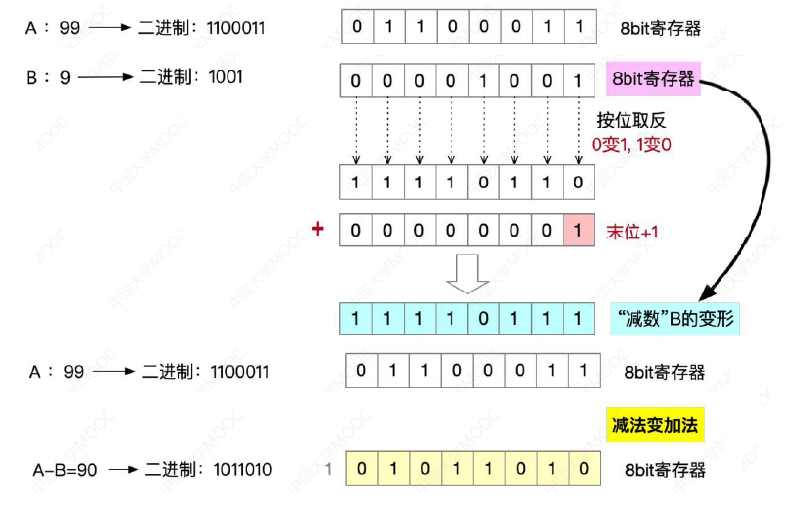 A：99 二进制：1100011 0 1 1 0 0 0 1 1 8bit寄存器
B：9 二进制：1001 0 0 0 0 1 0 0 1 8bit寄存器
按位取反
0变1, 1变0
1 1 1 1 0 1 1 0
+ 0 0 0 0 0 0 0 1 末位+1
1 1 1 1 0 1 1 1 “减数”B的变形
A：99 二进制：1100011 0 1 1 0 0 0 1 1 8bit寄存器
减法变加法
A-B=90 二进制：1011010 1 0 1 0 1 1 0 1 0 8bit寄存器
中国大学MOOC